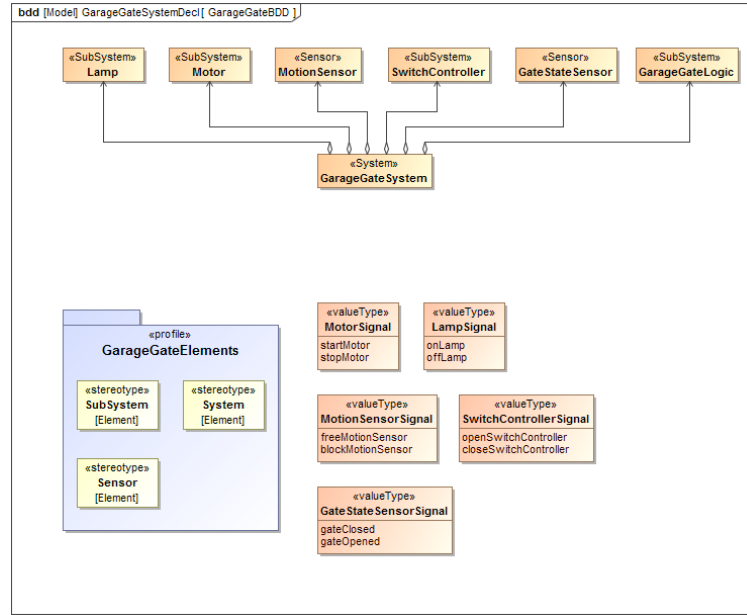 bdd [Model] GarageGateSystemDecl[ GarageGateBDD ]
«SubSystem»
Lamp
«SubSystem»
Motor
«Sensor»
MotionSensor
«SubSystem»
SwitchController
«Sensor»
GateStateSensor
«SubSystem»
GarageGateLogic
«System»
GarageGateSystem
«profile»
GarageGateElements
«stereotype»
SubSystem
[Element]
«stereotype»
System
[Element]
«stereotype»
Sensor
[Element]
«valueType»
MotorSignal
startMotor
stopMotor
«valueType»
LampSignal
onLamp
offLamp
«valueType»
MotionSensorSignal
freeMotionSensor
blockMotionSensor
«valueType»
SwitchControllerSignal
openSwitchController
closeSwitchController
«valueType»
GateStateSensorSignal
gateClosed
gateOpened